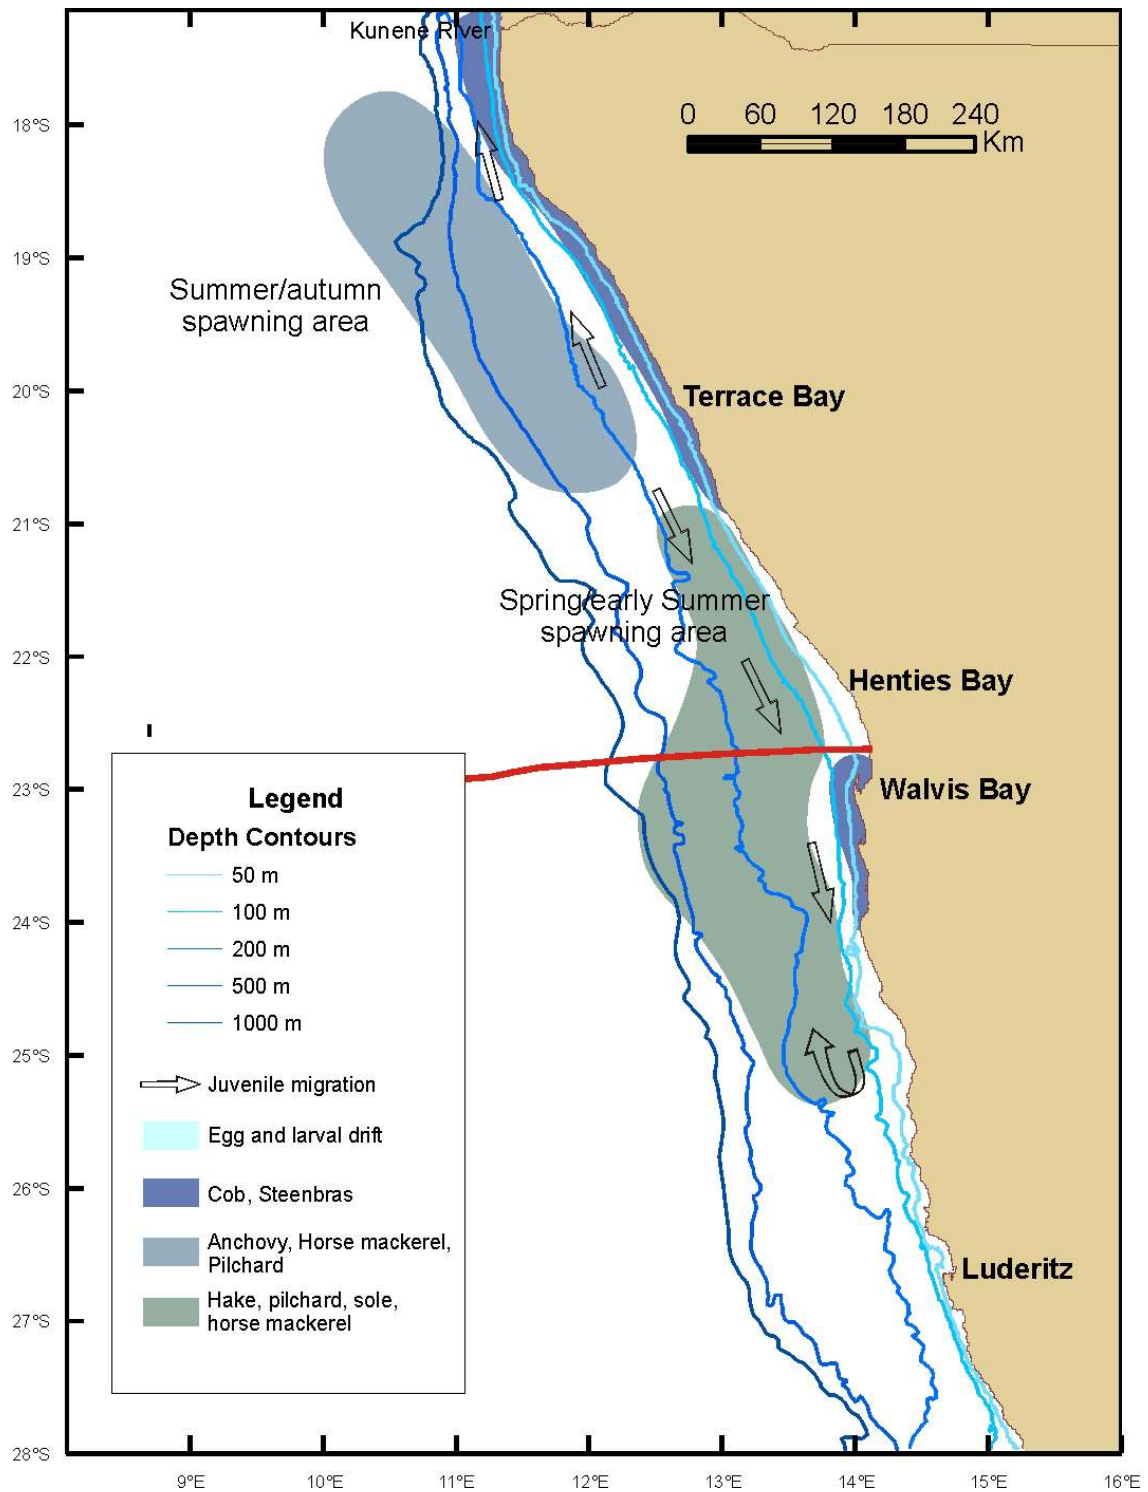 Kunene River
0 60 120 180 240
Km
18°S
19°S
Summer/autumn
spawning area
20°S
Terrace Bay
21°S
Spring/early Summer
spawning area
22°S
Henties Bay
23°S
Walvis Bay
Legend
Depth Contours
50 m
100 m
200 m
500 m
1000 m
Juvenile migration
Egg and larval drift
Cob, Steenbras
Anchovy, Horse mackerel,
Pilchard
Hake, pilchard, sole,
horse mackerel
24°S
25°S
26°S
Luderitz
27°S
28°S
9°E 10°E 11°E 12°E 13°E 14°E 15°E 16°E